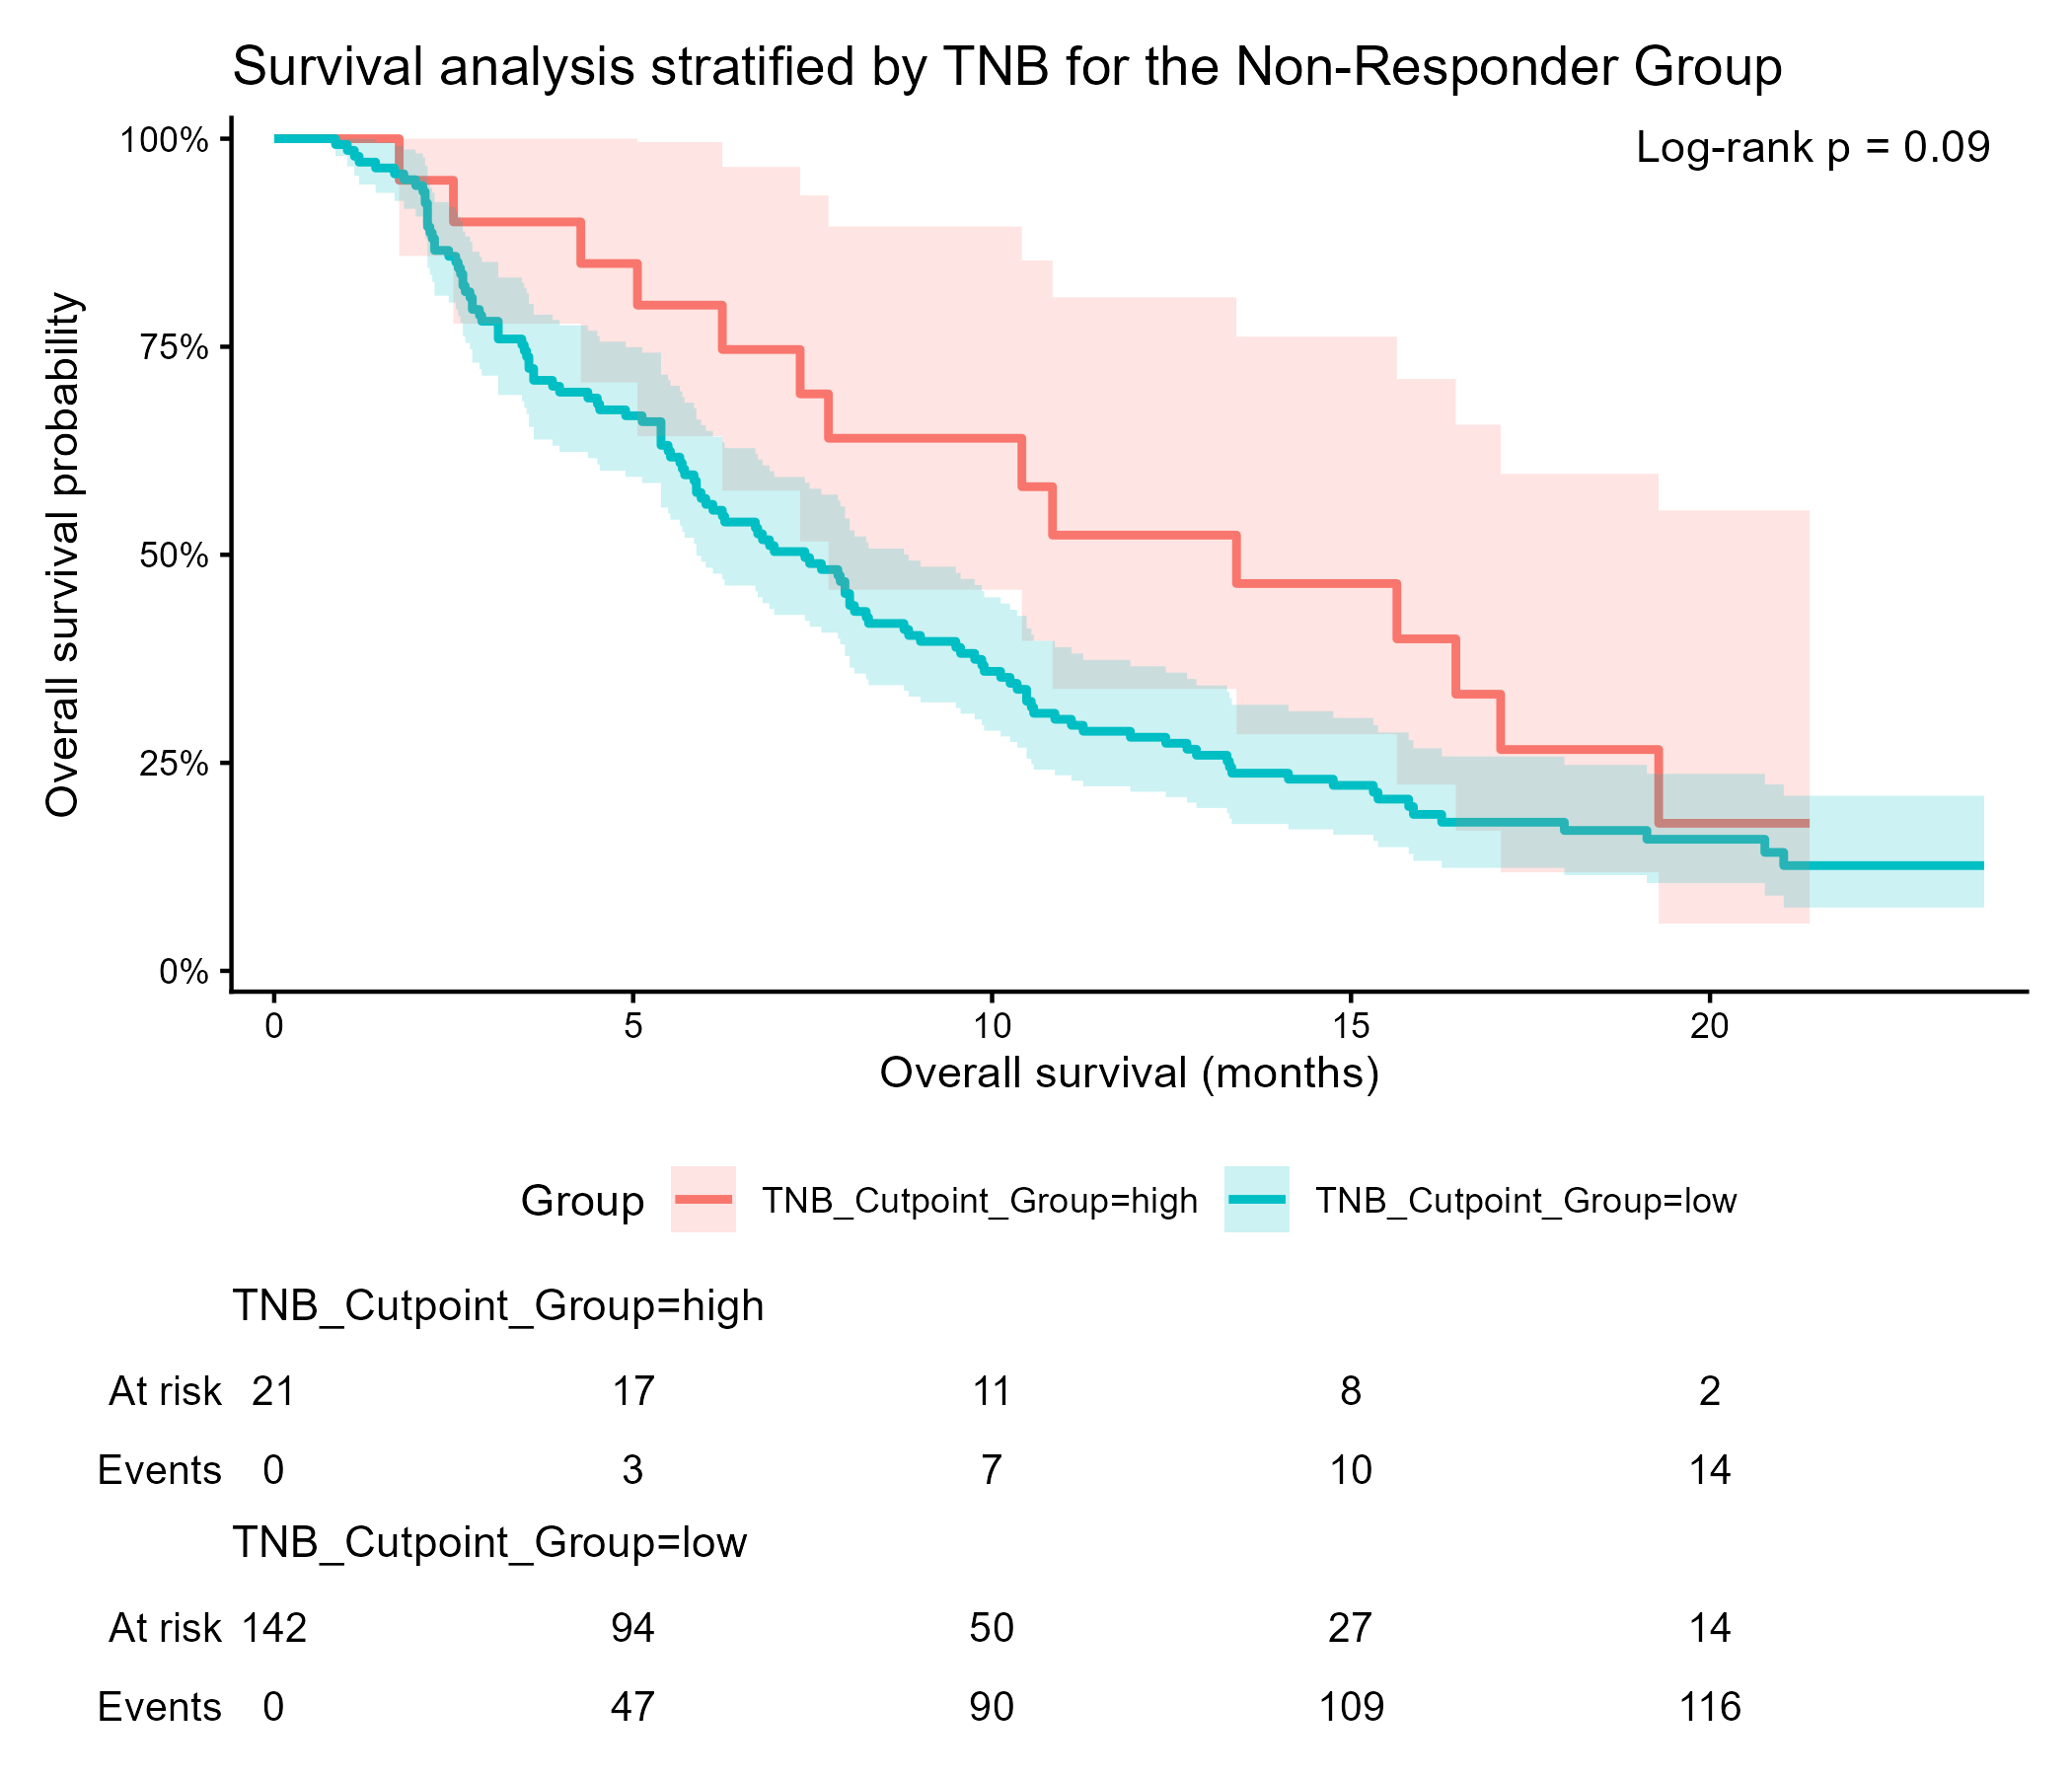 Survival analysis stratified by TNB for the Non-Responder Group
Log-rank p = 0.09
Overall survival probability
100%
75%
50%
25%
0%
0 5 10 15 20
Overall survival (months)
Group TNB_Cutpoint_Group=high TNB_Cutpoint_Group=low
TNB_Cutpoint_Group=high
At risk 21 17 11 8 2
Events 0 3 7 10 14
TNB_Cutpoint_Group=low
At risk 142 94 50 27 14
Events 0 47 90 109 116